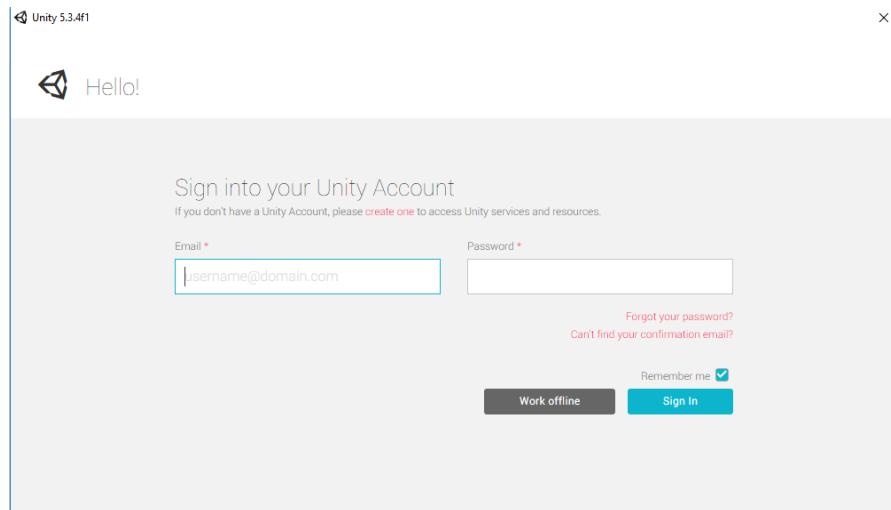 Unity 5.3.4f1
Hello!
Sign into your Unity Account
If you don't have a Unity Account, please create one to access Unity services and resources.
Email * Password *
username@domain.com
Forgot your password?
Can't find your confirmation email?
Remember me
Work offline Sign In